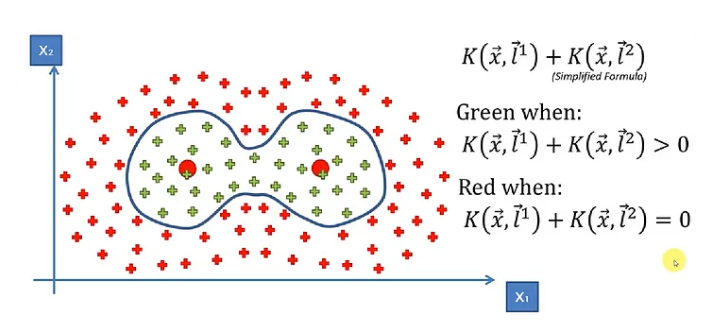 X₂
K(x⃗, l⃗¹) + K(x⃗, l⃗²)
(Simplified Formula)
Green when:
K(x⃗, l⃗¹) + K(x⃗, l⃗²) > 0
Red when:
K(x⃗, l⃗¹) + K(x⃗, l⃗²) = 0
X₁